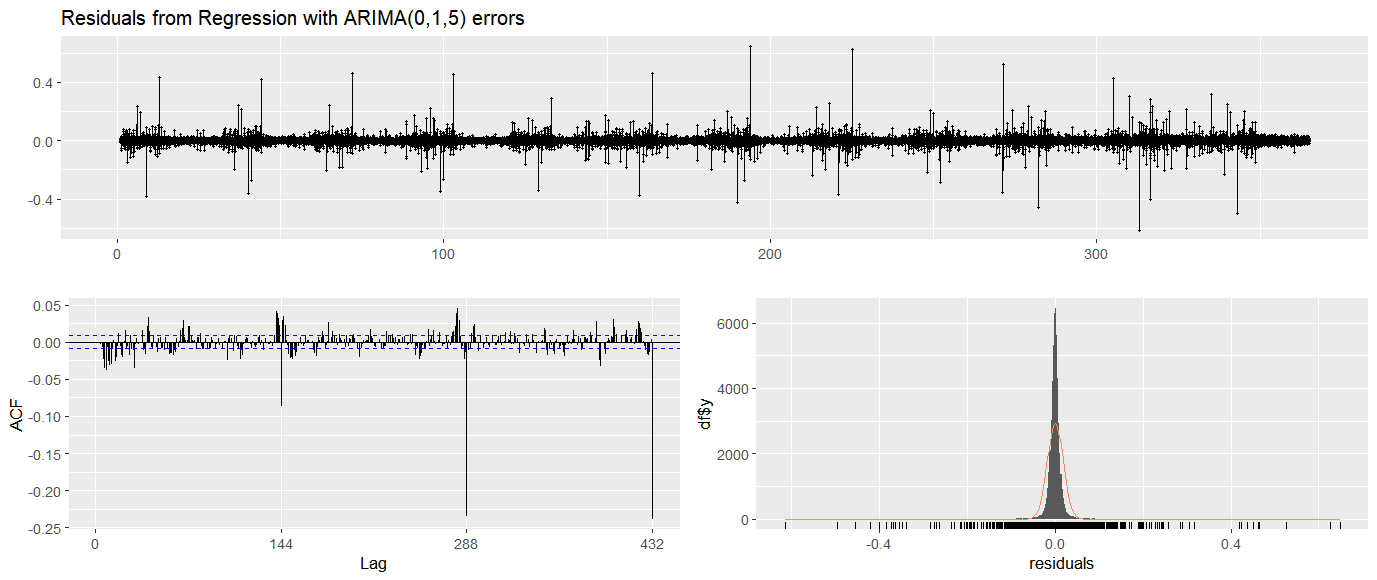 Residuals from Regression with ARIMA(0,1,5) errors
0.4
0.0
-0.4
0 100 200 300
ACF
0.05
0.00
-0.05
-0.10
-0.15
-0.20
-0.25
0 144 288 432
Lag
df$y
6000
4000
2000
0
-0.4 0.0 0.4
residuals